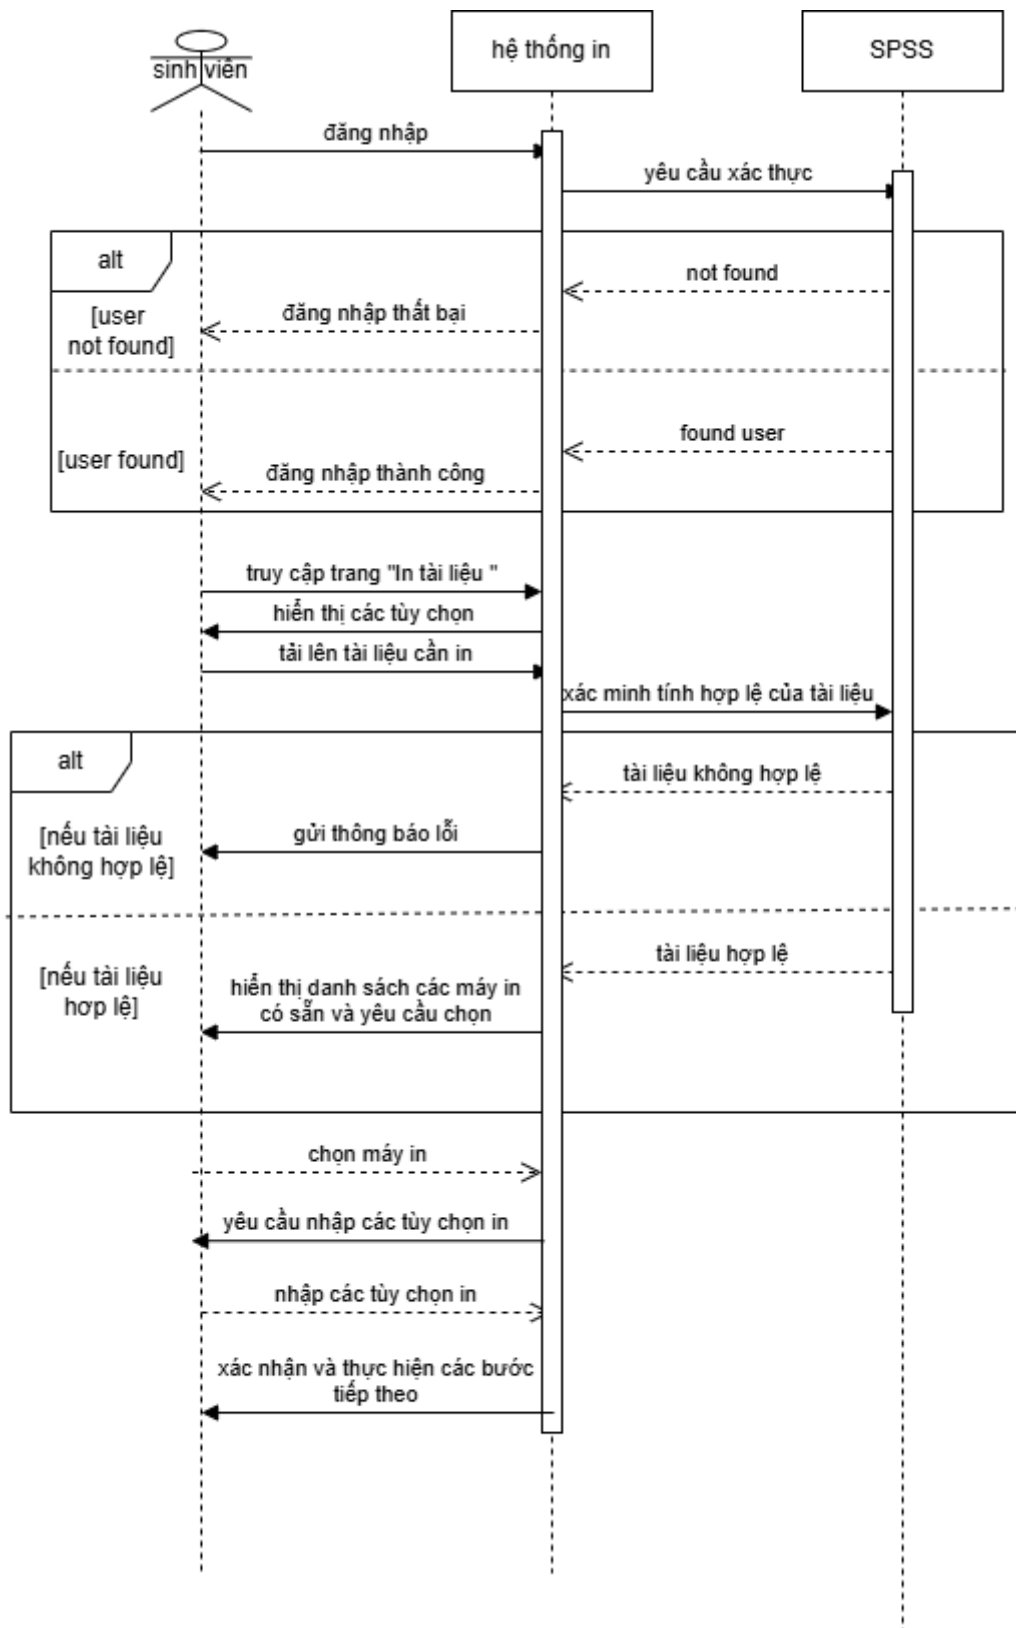 sinh viên
hệ thống in
SPSS
đăng nhập
yêu cầu xác thực
alt
not found
đăng nhập thất bại
[user
not found]
found user
[user found]
đăng nhập thành công
truy cập trang "In tài liệu "
hiển thị các tùy chọn
tải lên tài liệu cần in
xác minh tính hợp lệ của tài liệu
alt
tài liệu không hợp lệ
gửi thông báo lỗi
[nếu tài liệu
không hợp lệ]
tài liệu hợp lệ
[nếu tài liệu
hơp lệ]
hiển thị danh sách các máy in
có sẵn và yêu cầu chọn
chọn máy in
yêu cầu nhập các tùy chọn in
nhập các tùy chọn in
xác nhận và thực hiện các bước
tiếp theo